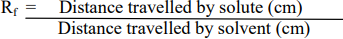 Rf = Distance travelled by solute (cm)
Distance travelled by solvent (cm)